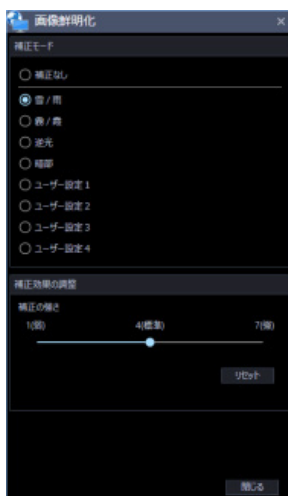 画像鮮明化
補正モード
補正なし
雪 / 雨
霧 / 霞
逆光
暗部
ユーザー設定 1
ユーザー設定 2
ユーザー設定 3
ユーザー設定 4
補正効果の調整
補正の強さ
1(弱) 4(標準) 7(強)
リセット
閉じる